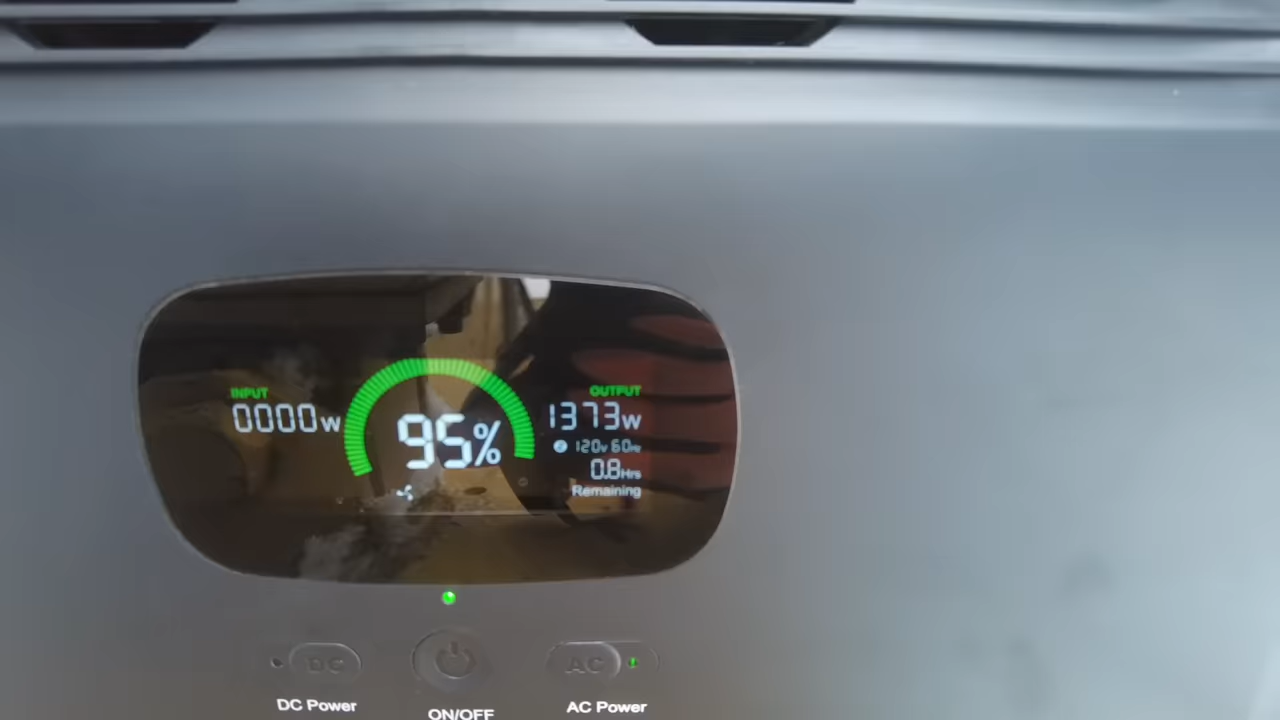 INPUT
0000W
95%
OUTPUT
1373W
120V 60Hz
0.8Hrs
Remaining
DC
AC
DC Power
ON/OFF
AC Power